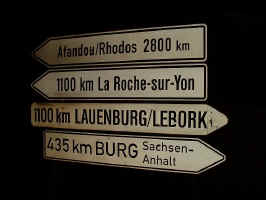 Afandou/Rhodos 2800 km
1100 km La Roche-sur-Yon
1100 km LAUENBURG/LEBORK
435 km BURG Sachsen-
Anhalt